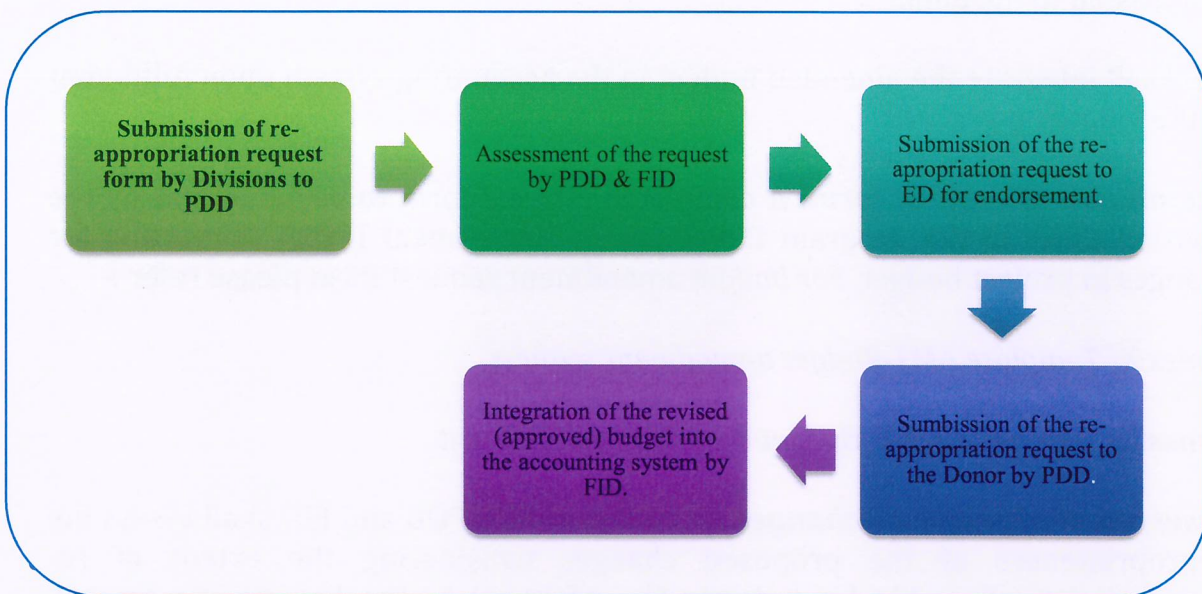 Submission of re-
appropriation request
form by Divisions to
PDD
Assessment of the request
by PDD & FID
Submission of the re-
apropriation request to
ED for endorsement.
Sumbission of the re-
appropriation request to
the Donor by PDD.
Integration of the revised
(approved) budget into
the accounting system by
FID.